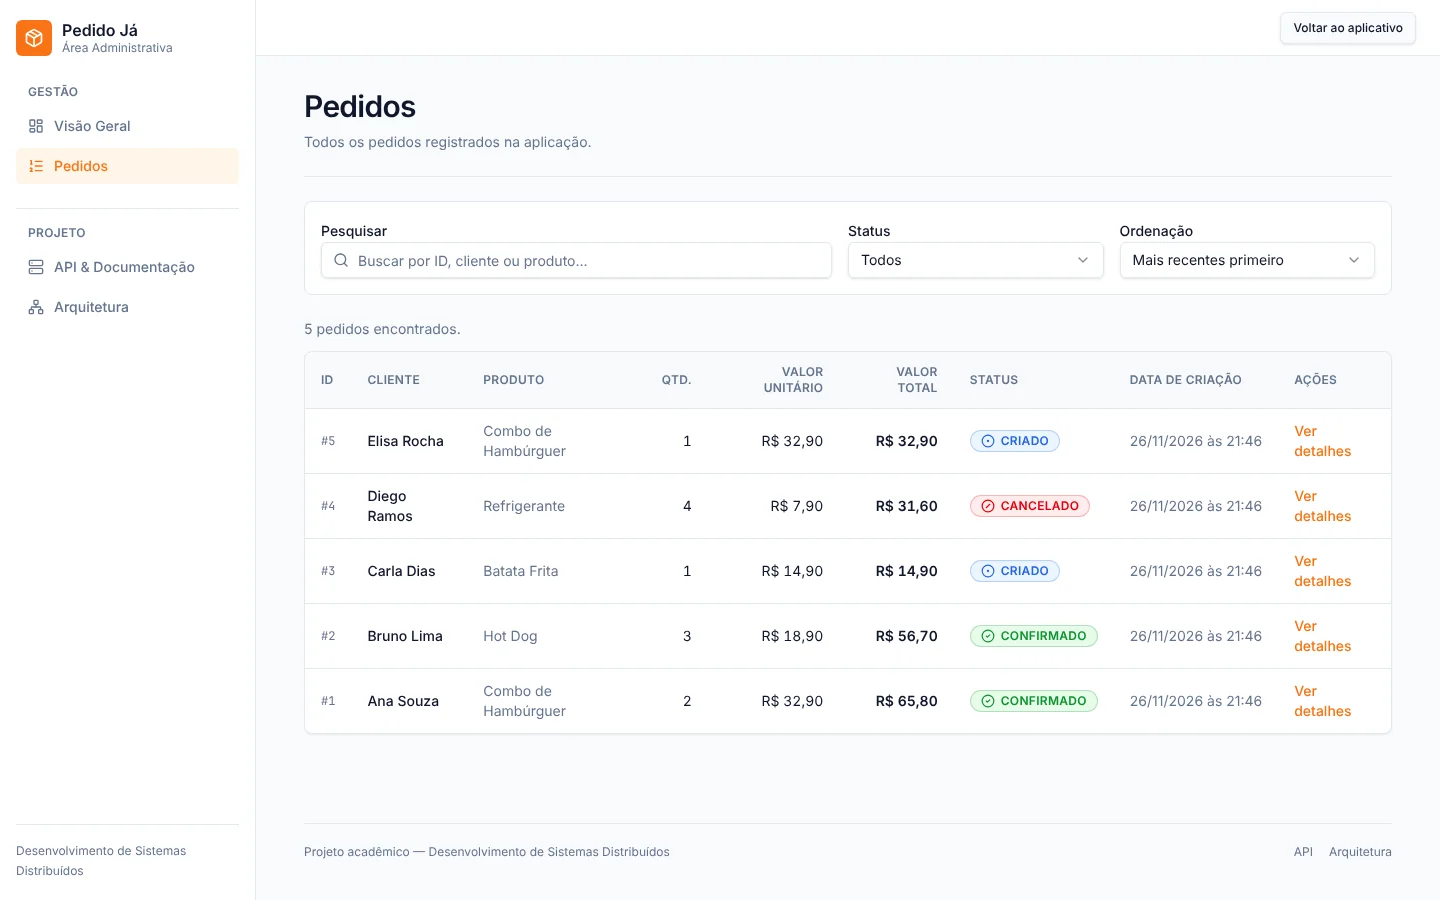 Pedido Já
Área Administrativa
GESTÃO
Visão Geral
Pedidos
PROJETO
API & Documentação
Arquitetura
Desenvolvimento de Sistemas
Distribuídos
Voltar ao aplicativo
Pedidos
Todos os pedidos registrados na aplicação.
Pesquisar
Buscar por ID, cliente ou produto...
Status
Todos
Ordenação
Mais recentes primeiro
5 pedidos encontrados.
ID CLIENTE PRODUTO QTD. VALOR UNITÁRIO VALOR TOTAL STATUS DATA DE CRIAÇÃO AÇÕES
#5 Elisa Rocha Combo de Hambúrguer 1 R$ 32,90 R$ 32,90 CRIADO 26/11/2026 às 21:46 Ver detalhes
#4 Diego Ramos Refrigerante 4 R$ 7,90 R$ 31,60 CANCELADO 26/11/2026 às 21:46 Ver detalhes
#3 Carla Dias Batata Frita 1 R$ 14,90 R$ 14,90 CRIADO 26/11/2026 às 21:46 Ver detalhes
#2 Bruno Lima Hot Dog 3 R$ 18,90 R$ 56,70 CONFIRMADO 26/11/2026 às 21:46 Ver detalhes
#1 Ana Souza Combo de Hambúrguer 2 R$ 32,90 R$ 65,80 CONFIRMADO 26/11/2026 às 21:46 Ver detalhes
Projeto acadêmico — Desenvolvimento de Sistemas Distribuídos
API Arquitetura